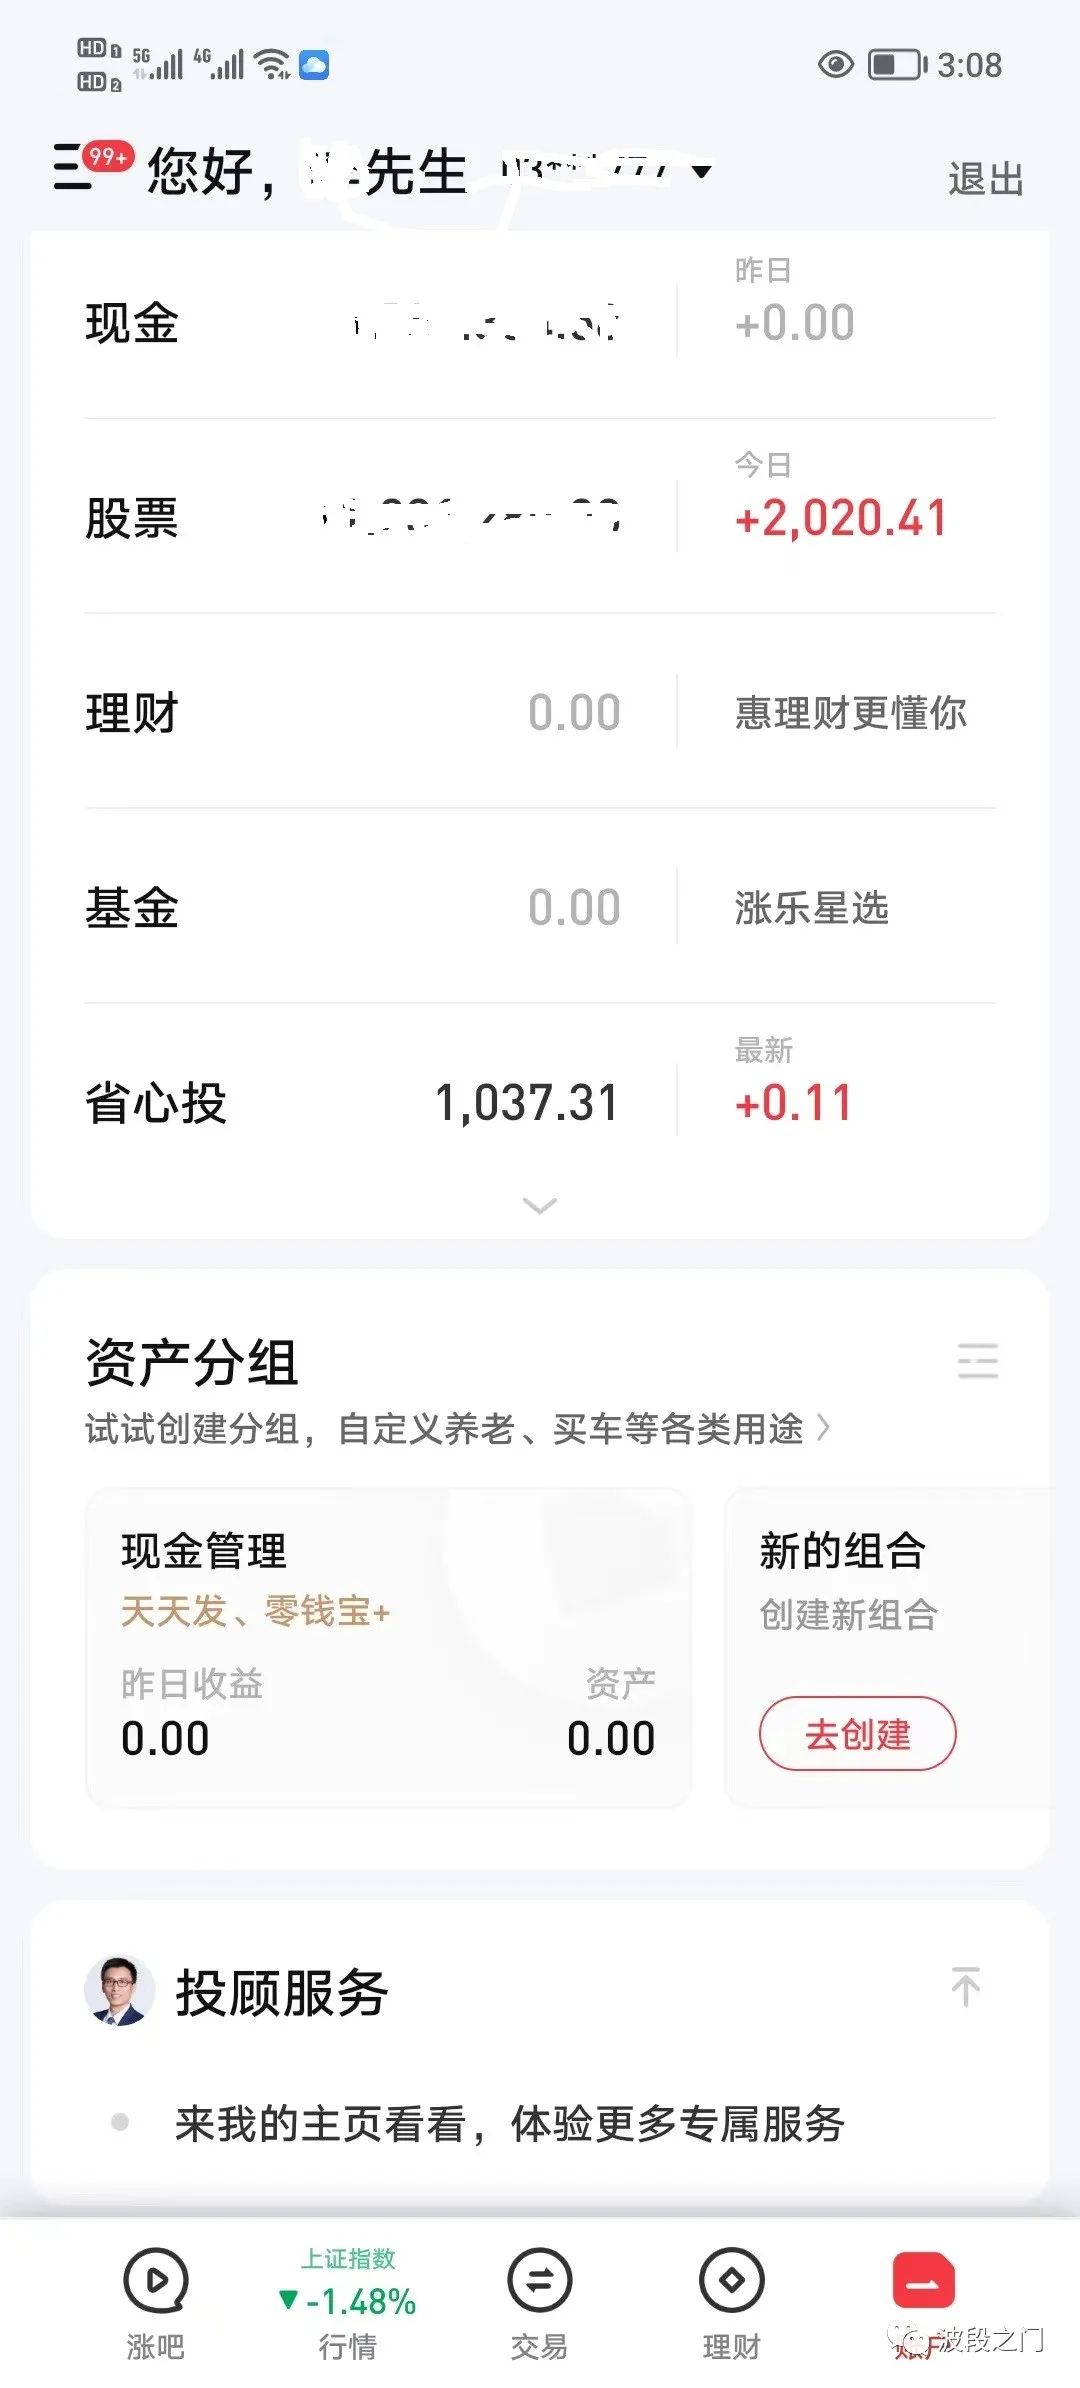 HD 1 5G 4G 3:08
HD 2
99+ 您好，先生 退出
昨日
现金 +0.00
今日
股票 +2,020.41
理财 0.00 惠理财更懂你
基金 0.00 涨乐星选
最新
省心投 1,037.31 +0.11
资产分组
试试创建分组，自定义养老、买车等各类用途
现金管理
天天发、零钱宝+
昨日收益 资产
0.00 0.00
新的组合
创建新组合
去创建
投顾服务
来我的主页看看，体验更多专属服务
上证指数
▼-1.48%
涨吧 行情 交易 理财 账户
波段之门